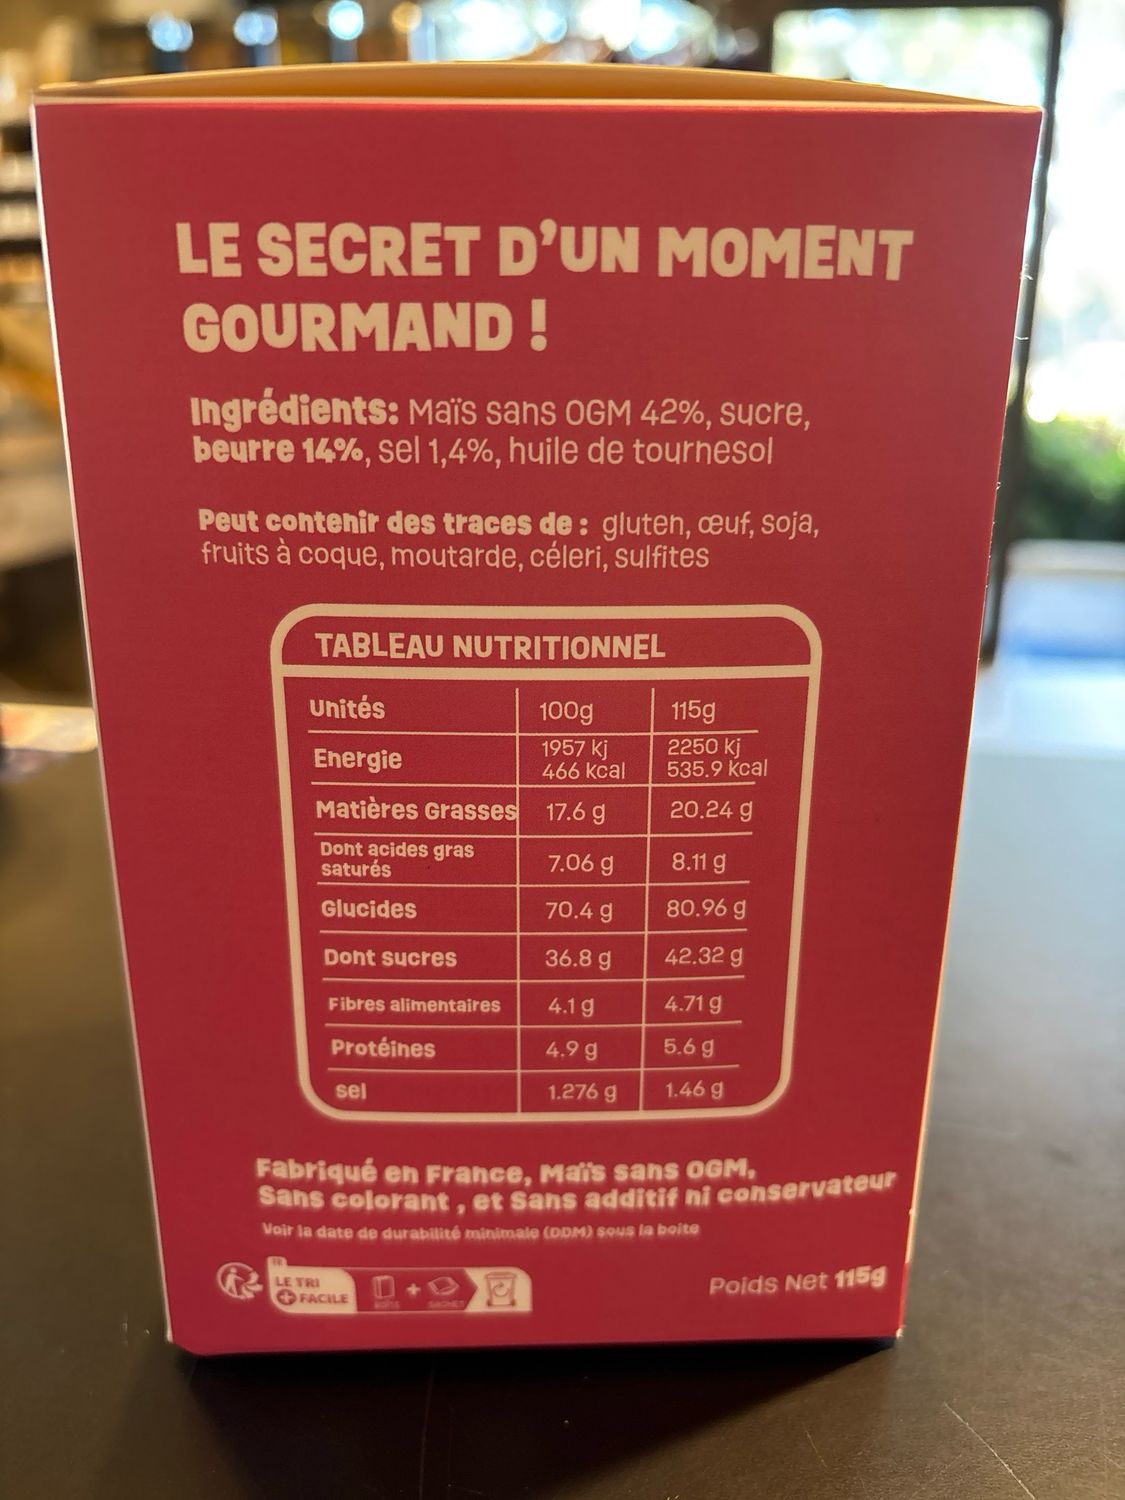 LE SECRET D'UN MOMENT
GOURMAND !
Ingrédients: Maïs sans OGM 42%, sucre,
beurre 14%, sel 1,4%, huile de tournesol
Peut contenir des traces de : gluten, œuf, soja,
fruits à coque, moutarde, céleri, sulfites
TABLEAU NUTRITIONNEL
Unités 100g 115g
Energie 1957 kj 2250 kj
466 kcal 535.9 kcal
Matières Grasses 17.6 g 20.24 g
Dont acides gras
saturés 7.06 g 8.11 g
Glucides 70.4 g 80.96 g
Dont sucres 36.8 g 42.32 g
Fibres alimentaires 4.1 g 4.71 g
Protéines 4.9 g 5.6 g
sel 1.276 g 1.46 g
Fabriqué en France, Maïs sans OGM,
Sans colorant , et Sans additif ni conservateur
Voir la date de durabilité minimale (DDM) sous la boite
FR
LE TRI
+ FACILE
BOÎTE + SACHET
Poids Net 115g